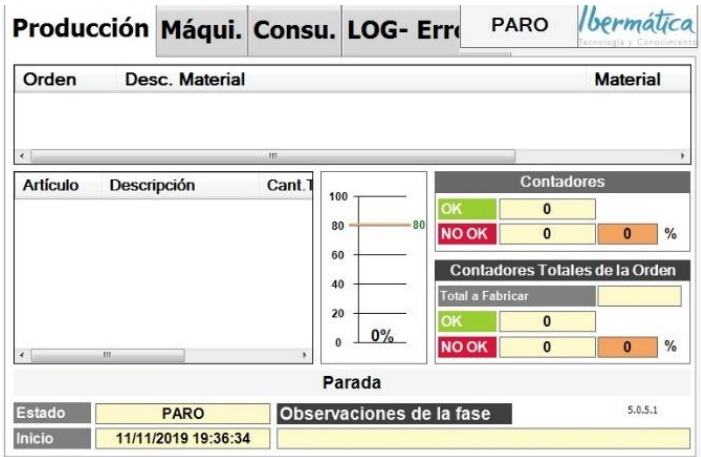 Producción Máqui. Consu. LOG- Erro PARO Ibermática
Tecnología y Conocimiento
Orden Desc. Material Material
Artículo Descripción Cant.T
100
80 80
60
40
20
0 0%
Contadores
OK 0
NO OK 0 0 %
Contadores Totales de la Orden
Total a Fabricar
OK 0
NO OK 0 0 %
Parada
Estado PARO Observaciones de la fase 5.0.5.1
Inicio 11/11/2019 19:36:34